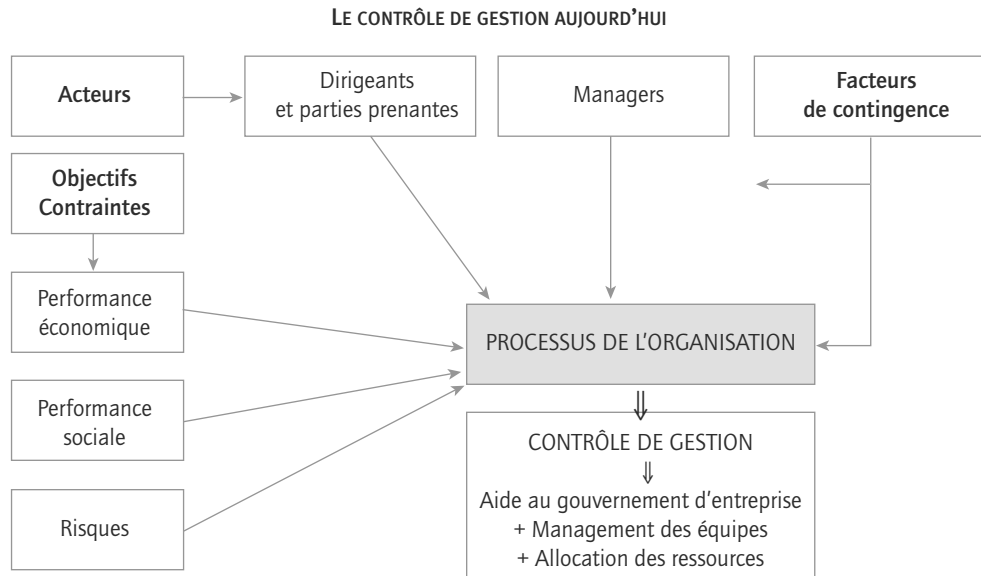 LE CONTRÔLE DE GESTION AUJOURD'HUI
Acteurs
Dirigeants
et parties prenantes
Managers
Facteurs
de contingence
Objectifs
Contraintes
Performance
économique
PROCESSUS DE L'ORGANISATION
Performance
sociale
⇓
CONTRÔLE DE GESTION
⇓
Aide au gouvernement d'entreprise
+ Management des équipes
+ Allocation des ressources
Risques